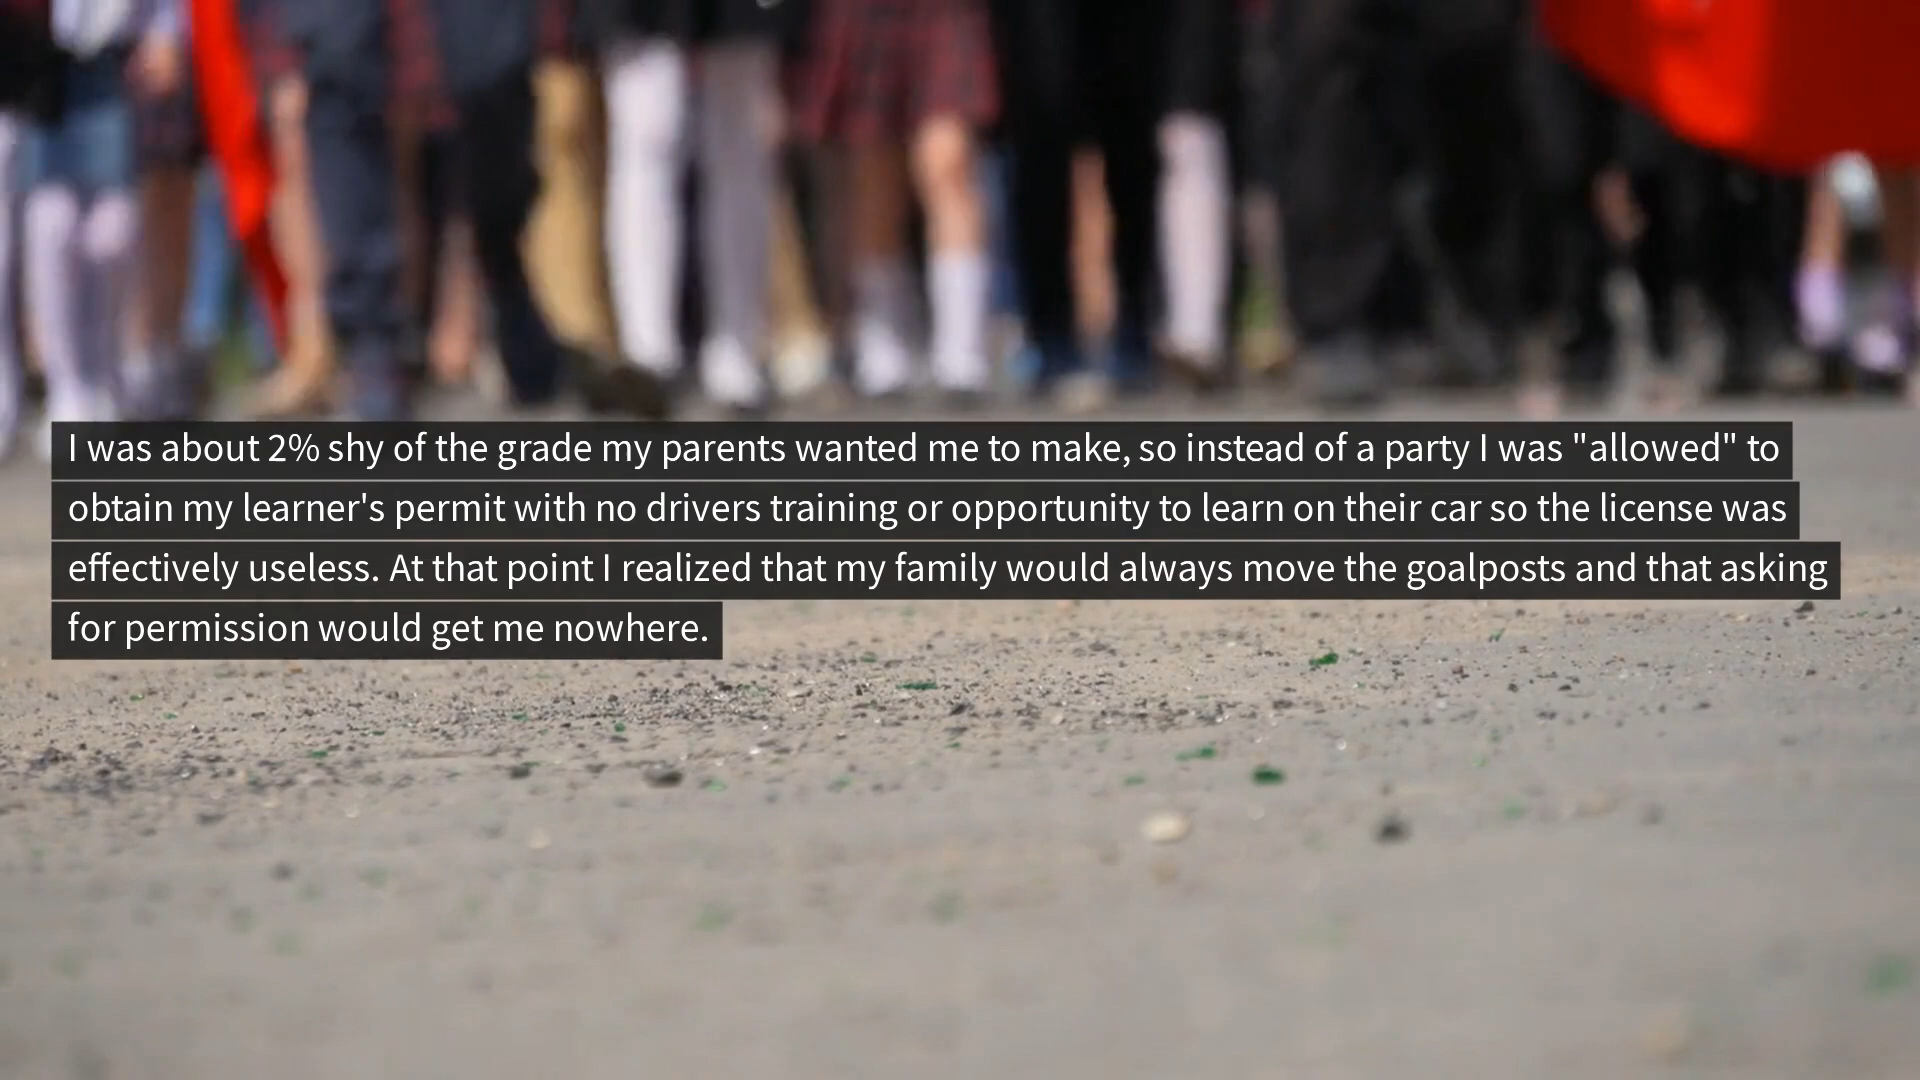 I was about 2% shy of the grade my parents wanted me to make, so instead of a party I was "allowed" to
obtain my learner's permit with no drivers training or opportunity to learn on their car so the license was
effectively useless. At that point I realized that my family would always move the goalposts and that asking
for permission would get me nowhere.